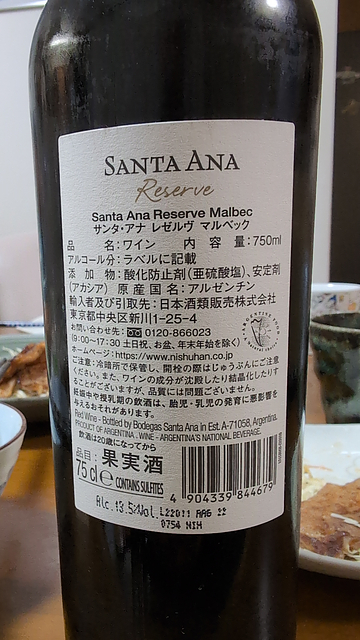 SANTA ANA
Reserve
Santa Ana Reserve Malbec
サンタ・アナ レゼルヴ マルベック
品 名:ワイン 内 容 量:750ml
アルコール分:ラベルに記載
添 加 物:酸化防止剤(亜硫酸塩)、安定剤
(アカシア) 原産国名:アルゼンチン
輸入者及び引取先:日本酒類販売株式会社
東京都中央区新川1-25-4
お問い合わせ先: 0120-866023
(9:00~17:30 土日祝、お盆、年末年始を除く)
ホームページ:https://www.nishuhan.co.jp
ご注意:冷暗所で保管し、開栓の際はじゅうぶんにご注意
ください。また、ワインの成分が沈殿したり結晶化したりす
ることがございますが、品質には問題ございません。
妊娠中や授乳期の飲酒は、胎児・乳児の発育に悪影響を
与えるおそれがあります。
Red Wine - Bottled by Bodegas Santa Ana in Est. A-71058, Argentina.
PRODUCT OF ARGENTINA. WINE - ARGENTINA'S NATIONAL BEVERAGE.
飲酒は20歳になってから
品目:果実酒
75 cl e CONTAINS SULFITES
4 904339 844679
Alc.13.5%Vol. L22011 AAG 22
0754 NIH